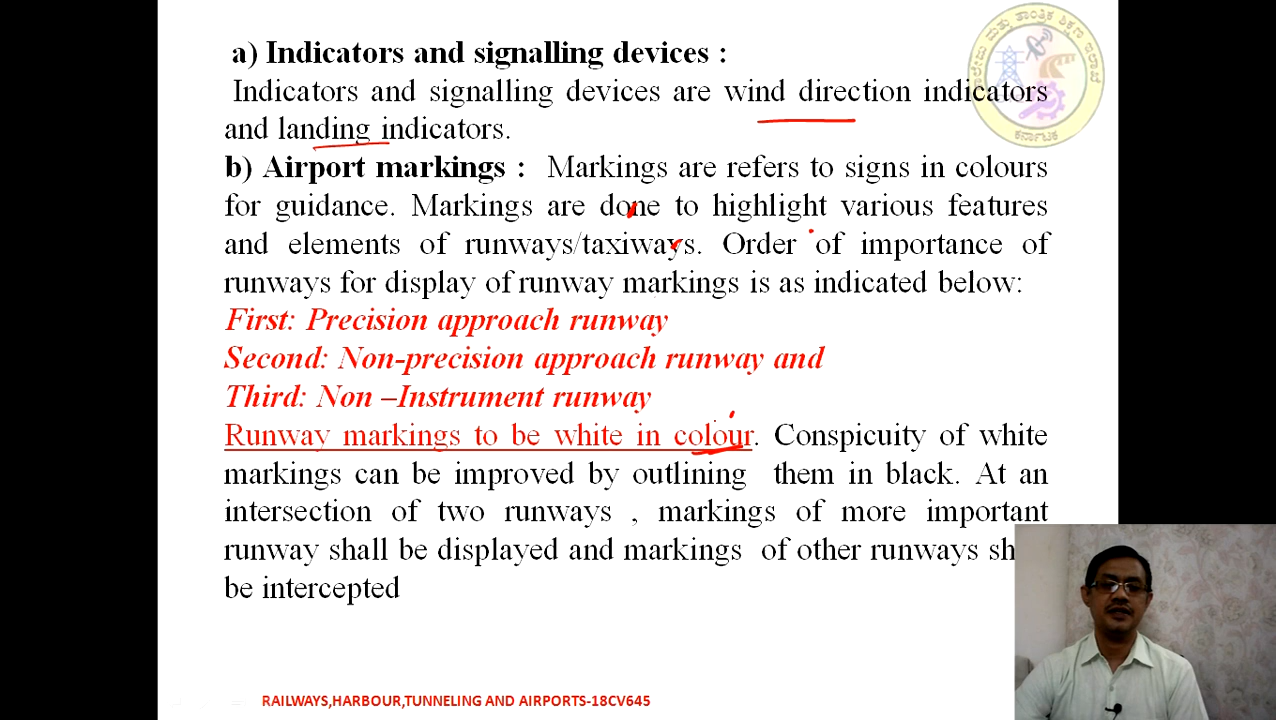 a) Indicators and signalling devices :
Indicators and signalling devices are wind direction indicators
and landing indicators.
b) Airport markings : Markings are refers to signs in colours
for guidance. Markings are done to highlight various features
and elements of runways/taxiways. Order of importance of
runways for display of runway markings is as indicated below:
First: Precision approach runway
Second: Non-precision approach runway and
Third: Non –Instrument runway
Runway markings to be white in colour. Conspicuity of white
markings can be improved by outlining them in black. At an
intersection of two runways , markings of more important
runway shall be displayed and markings of other runways sh
be intercepted
RAILWAYS,HARBOUR,TUNNELING AND AIRPORTS-18CV645
ಕರ್ನಾಟಕ